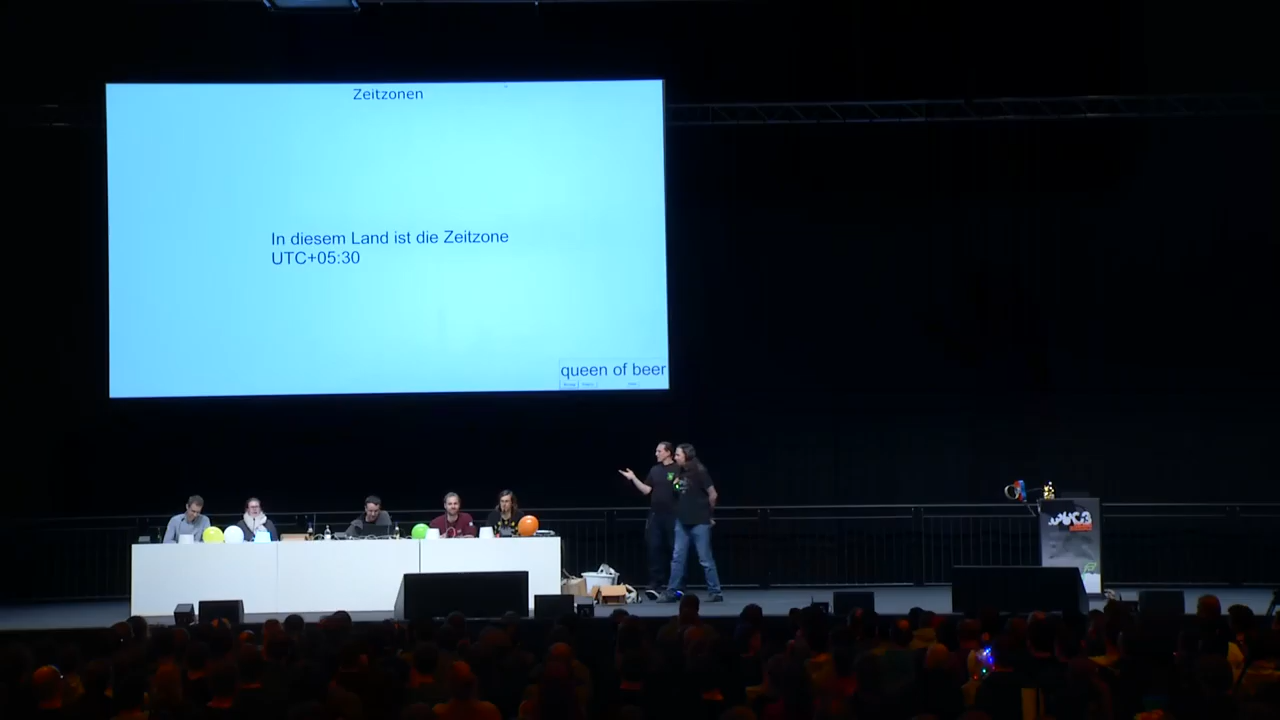 Zeitzonen
In diesem Land ist die Zeitzone
UTC+05:30
queen of beer